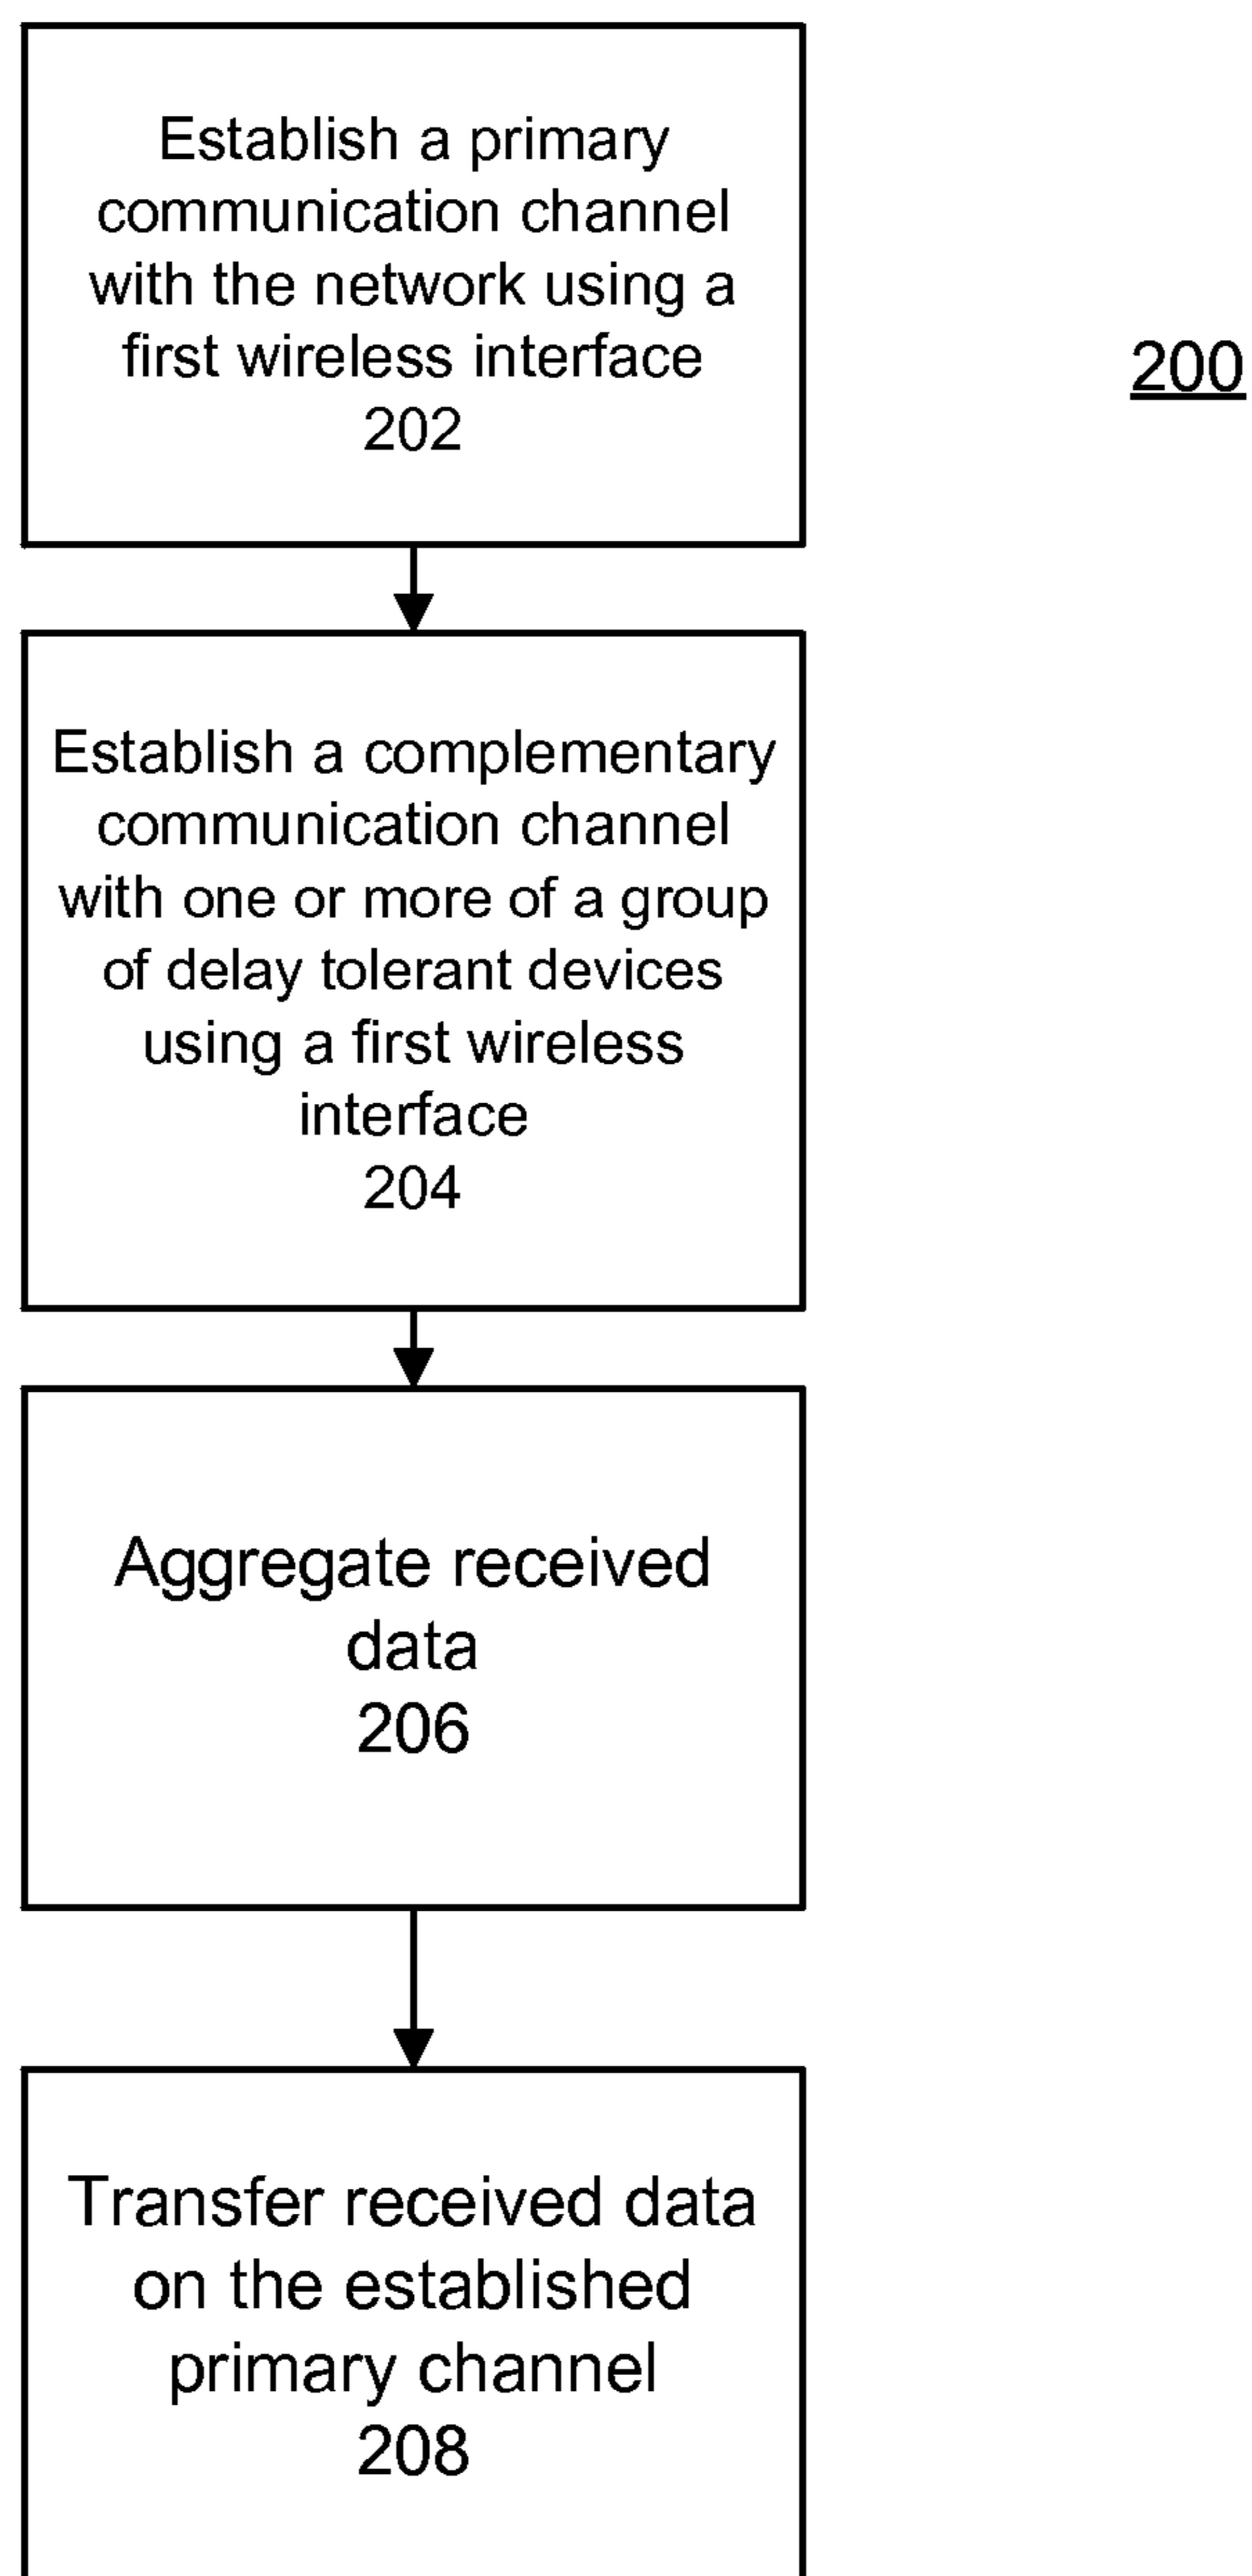 Establish a primary
communication channel
with the network using a
first wireless interface
202
200
Establish a complementary
communication channel
with one or more of a group
of delay tolerant devices
using a first wireless
interface
204
Aggregate received
data
206
Transfer received data
on the established
primary channel
208